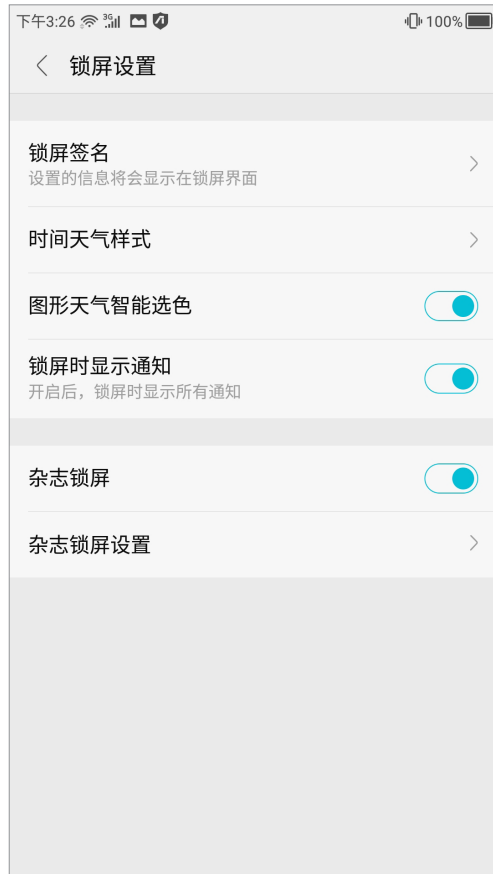 下午3:26 3G 100%
锁屏设置
锁屏签名
设置的信息将会显示在锁屏界面
时间天气样式
图形天气智能选色
锁屏时显示通知
开启后，锁屏时显示所有通知
杂志锁屏
杂志锁屏设置